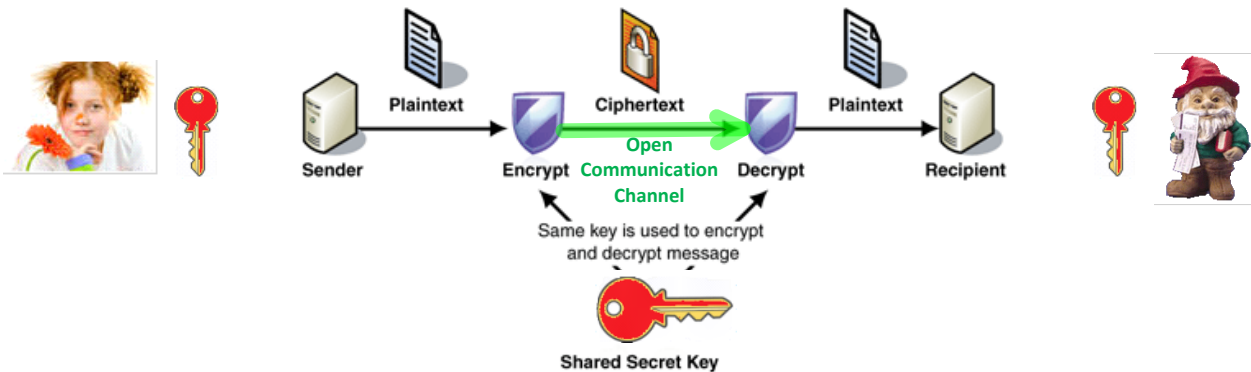 Plaintext
Ciphertext
Plaintext
Sender
Encrypt
Open
Communication
Channel
Decrypt
Recipient
Same key is used to encrypt
and decrypt message
Shared Secret Key